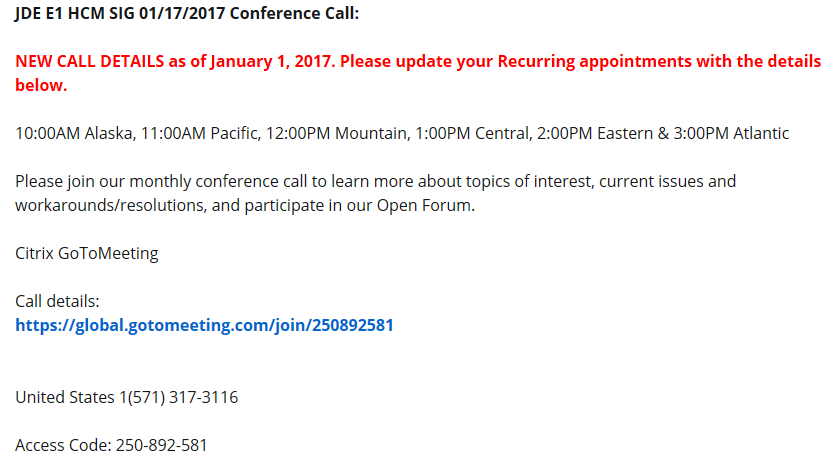 JDE E1 HCM SIG 01/17/2017 Conference Call:
NEW CALL DETAILS as of January 1, 2017. Please update your Recurring appointments with the details
below.
10:00AM Alaska, 11:00AM Pacific, 12:00PM Mountain, 1:00PM Central, 2:00PM Eastern & 3:00PM Atlantic
Please join our monthly conference call to learn more about topics of interest, current issues and
workarounds/resolutions, and participate in our Open Forum.
Citrix GoToMeeting
Call details:
https://global.gotomeeting.com/join/250892581
United States 1(571) 317-3116
Access Code: 250-892-581